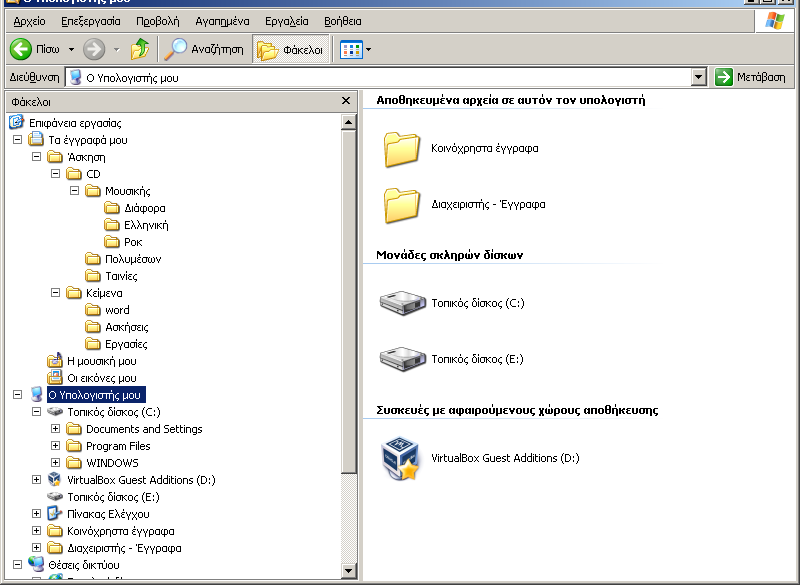 Ο Υπολογιστής μου
Αρχείο Επεξεργασία Προβολή Αγαπημένα Εργαλεία Βοήθεια
Πίσω Αναζήτηση Φάκελοι
Διεύθυνση Ο Υπολογιστής μου Μετάβαση
Φάκελοι
Επιφάνεια εργασίας
Τα έγγραφά μου
Άσκηση
CD
Μουσικής
Διάφορα
Ελληνική
Ροκ
Πολυμέσων
Ταινίες
Κείμενα
word
Ασκήσεις
Εργασίες
Η μουσική μου
Οι εικόνες μου
Ο Υπολογιστής μου
Τοπικός δίσκος (C:)
Documents and Settings
Program Files
WINDOWS
VirtualBox Guest Additions (D:)
Τοπικός δίσκος (E:)
Πίνακας Ελέγχου
Κοινόχρηστα έγγραφα
Διαχειριστής - Έγγραφα
Θέσεις δικτύου
Αποθηκευμένα αρχεία σε αυτόν τον υπολογιστή
Κοινόχρηστα έγγραφα
Διαχειριστής - Έγγραφα
Μονάδες σκληρών δίσκων
Τοπικός δίσκος (C:)
Τοπικός δίσκος (E:)
Συσκευές με αφαιρούμενους χώρους αποθήκευσης
VirtualBox Guest Additions (D:)